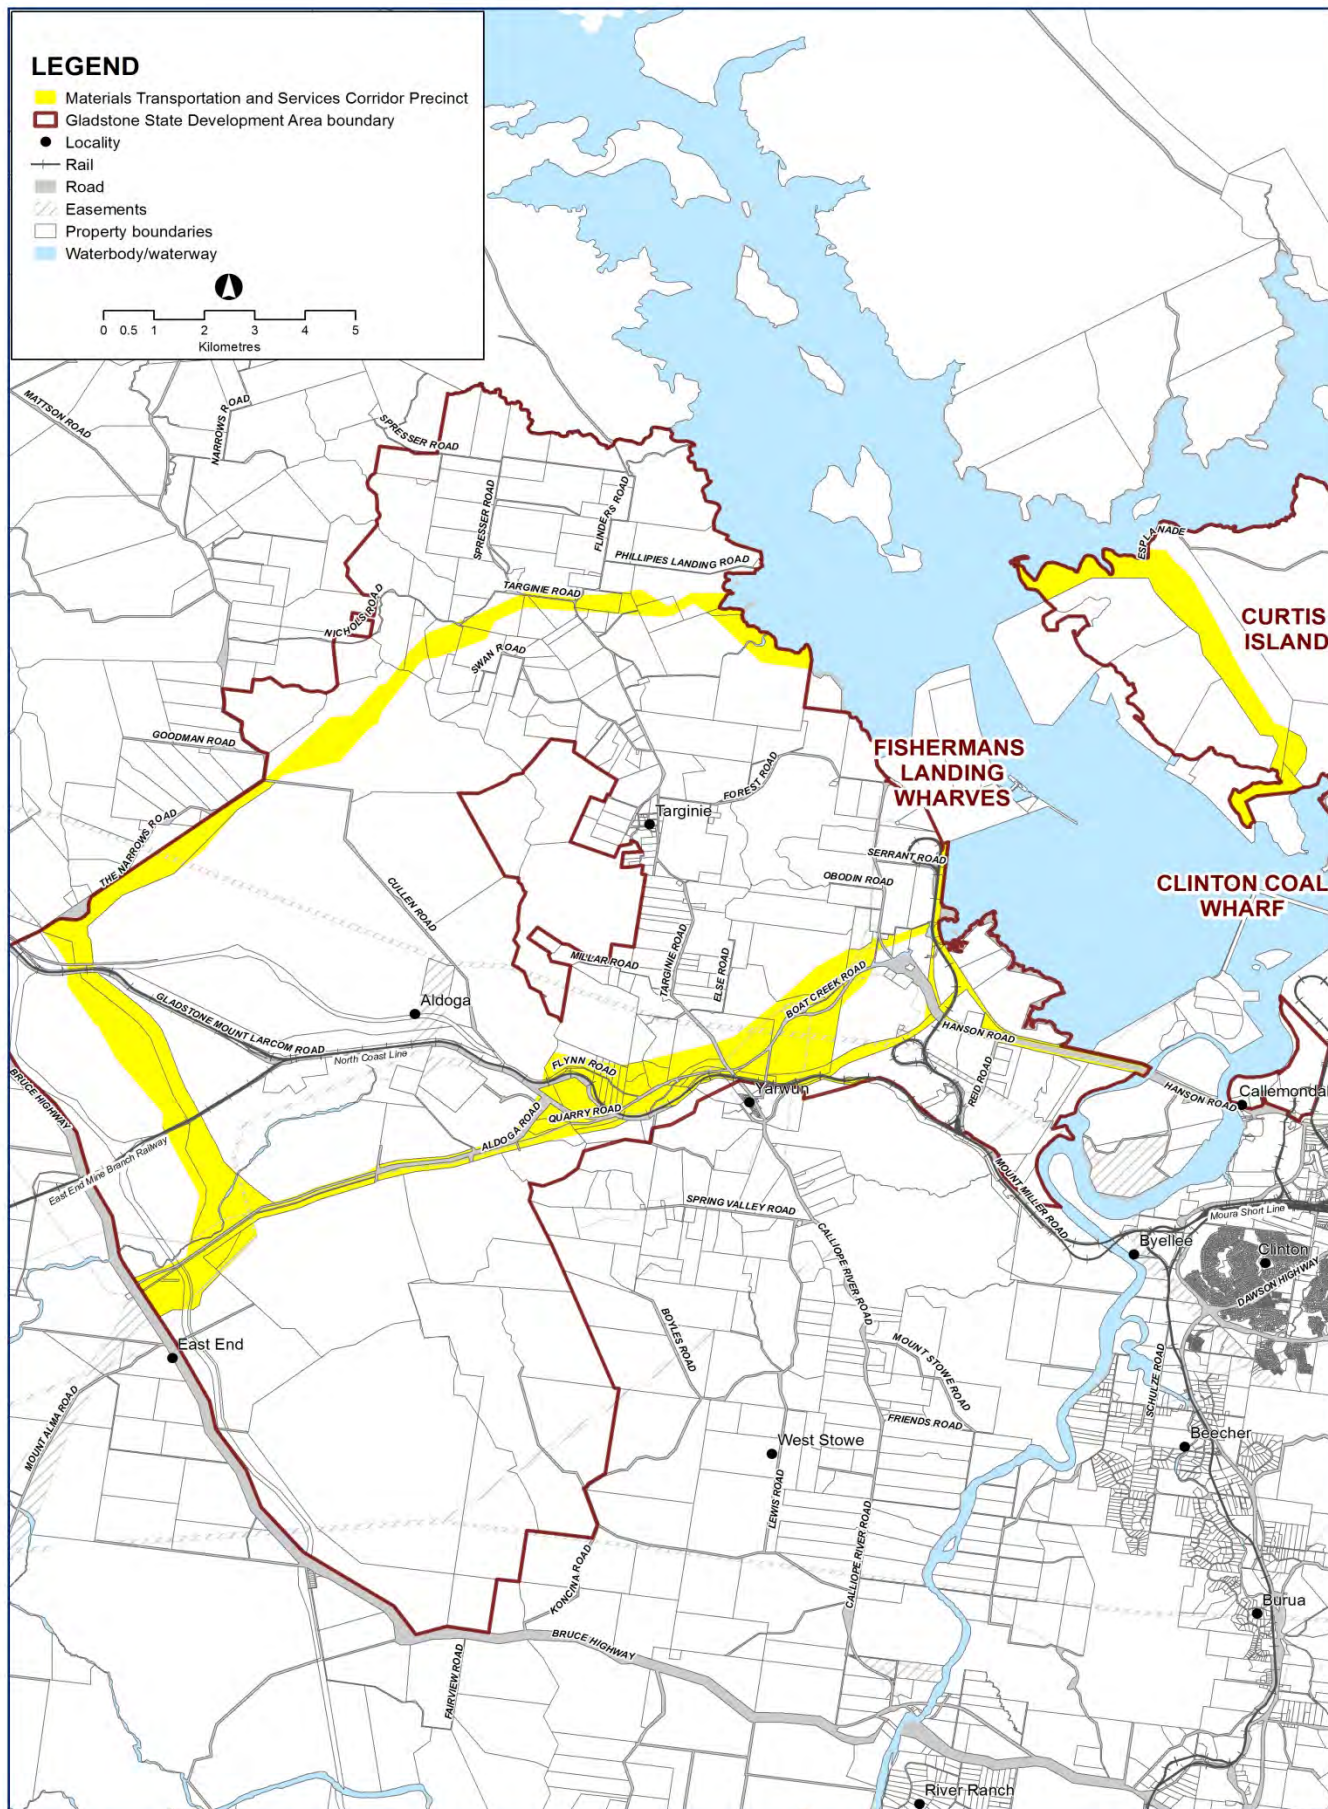 LEGEND
Materials Transportation and Services Corridor Precinct
Gladstone State Development Area boundary
Locality
Rail
Road
Easements
Property boundaries
Waterbody/waterway
0 0.5 1 2 3 4 5
Kilometres
MATTSON ROAD
NARROWS ROAD
SPRESSER ROAD
SPRESSER ROAD
FLINDERS ROAD
PHILLIPIES LANDING ROAD
TARGINIE ROAD
NICHOLS ROAD
SWAN ROAD
ESPLANADE
CURTIS
ISLAND
GOODMAN ROAD
FISHERMANS
LANDING
WHARVES
FOREST ROAD
Targinie
THE NARROWS ROAD
CULLEN ROAD
SERRANT ROAD
OBODIN ROAD
CLINTON COAL
WHARF
MILLAR ROAD
TARGINIE ROAD
ELSE ROAD
BOAT CREEK ROAD
Aldoga
GLADSTONE MOUNT LARCOM ROAD
North Coast Line
HANSON ROAD
FLYNN ROAD
Yarwun
REID ROAD
HANSON ROAD
Callemondah
BRUCE HIGHWAY
QUARRY ROAD
ALDOGA ROAD
East End Mine Branch Railway
MOUNT MILLER ROAD
SPRING VALLEY ROAD
CALLIOPE RIVER ROAD
Moura Short Line
Byellee
Clinton
DAWSON HIGHWAY
BOYLES ROAD
East End
MOUNT STOWE ROAD
SCHULZE ROAD
MOUNT ALMA ROAD
FRIENDS ROAD
West Stowe
Beecher
LEWIS ROAD
CALLIOPE RIVER ROAD
KONCINA ROAD
Burua
BRUCE HIGHWAY
FAIRVIEW ROAD
River Ranch